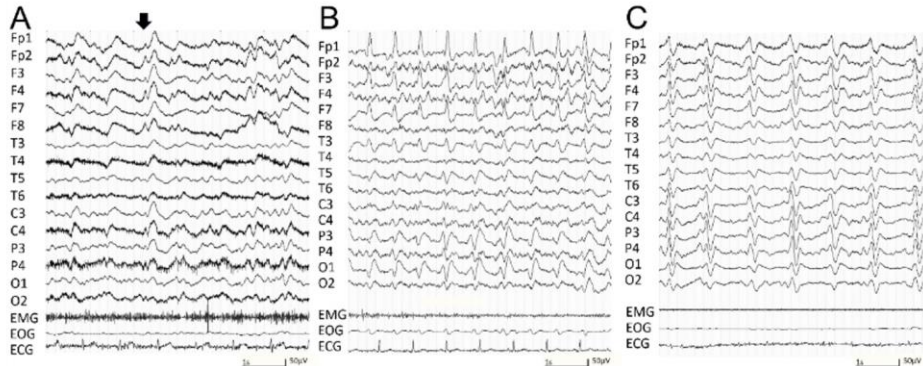 A
Fp1
Fp2
F3
F4
F7
F8
T3
T4
T5
T6
C3
C4
P3
P4
O1
O2
EMG
EOG
ECG
1s 50μV
B
Fp1
Fp2
F3
F4
F7
F8
T3
T4
T5
T6
C3
C4
P3
P4
O1
O2
EMG
EOG
ECG
1s 50μV
C
Fp1
Fp2
F3
F4
F7
F8
T3
T4
T5
T6
C3
C4
P3
P4
O1
O2
EMG
EOG
ECG
1s 50μV